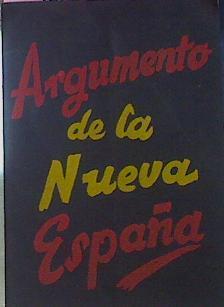 Argumento
de la
Nueva
España